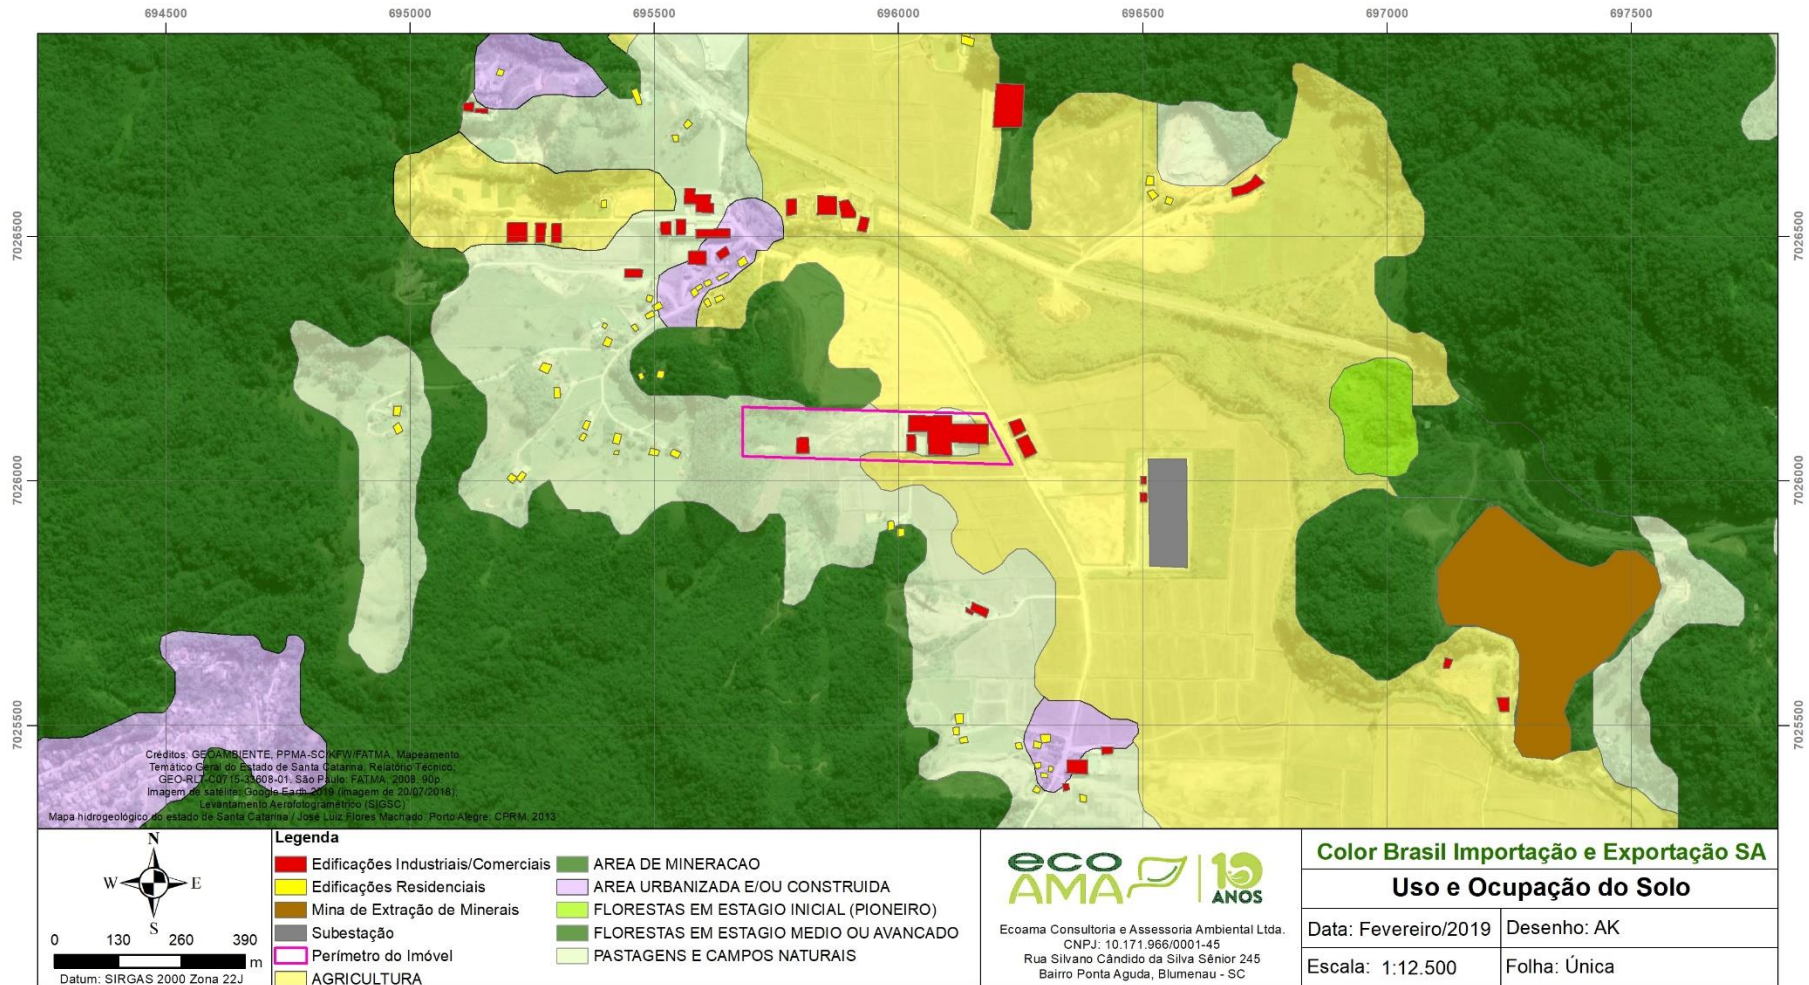 694500 695000 695500 696000 696500 697000 697500
7026500 7026500
7026000 7026000
7025500 7025500
Créditos: GEOAMBIENTE, PPMA-SC/KFW/FATMA, Mapeamento
Temático Geral do Estado de Santa Catarina. Relatório Técnico;
GEO-RLT-C0715-33608-01. São Paulo: FATMA, 2008. 90p.
Imagem de satélite: Google Earth 2019 (imagem de 20/07/2018);
Levantamento Aerofotogramétrico (SIGSC)
Mapa hidrogeológico do estado de Santa Catarina / José Luiz Flores Machado. Porto Alegre: CPRM, 2013
N
W E
S
0 130 260 390
m
Datum: SIRGAS 2000 Zona 22J
Legenda
Edificações Industriais/Comerciais
Edificações Residenciais
Mina de Extração de Minerais
Subestação
Perímetro do Imóvel
AGRICULTURA
AREA DE MINERACAO
AREA URBANIZADA E/OU CONSTRUIDA
FLORESTAS EM ESTAGIO INICIAL (PIONEIRO)
FLORESTAS EM ESTAGIO MEDIO OU AVANCADO
PASTAGENS E CAMPOS NATURAIS
eco
AMA
10
ANOS
Ecoama Consultoria e Assessoria Ambiental Ltda.
CNPJ: 10.171.966/0001-45
Rua Silvano Cândido da Silva Sênior 245
Bairro Ponta Aguda, Blumenau - SC
Color Brasil Importação e Exportação SA
Uso e Ocupação do Solo
Data: Fevereiro/2019 Desenho: AK
Escala: 1:12.500 Folha: Única